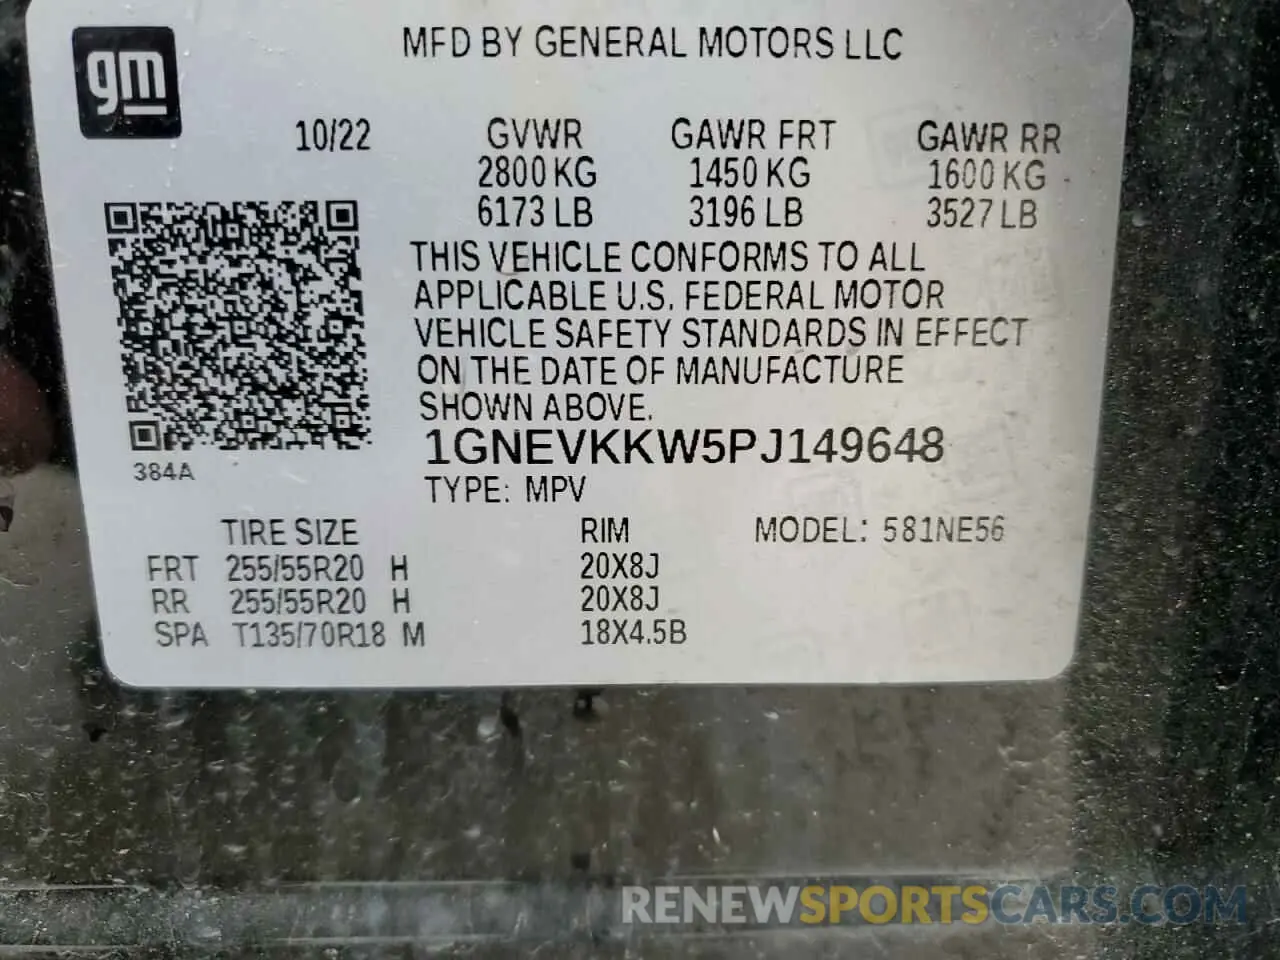 gm
MFD BY GENERAL MOTORS LLC
10/22 GVWR GAWR FRT GAWR RR
2800 KG 1450 KG 1600 KG
6173 LB 3196 LB 3527 LB
THIS VEHICLE CONFORMS TO ALL
APPLICABLE U.S. FEDERAL MOTOR
VEHICLE SAFETY STANDARDS IN EFFECT
ON THE DATE OF MANUFACTURE
SHOWN ABOVE.
1GNEVKKW5PJ149648
384A
TYPE: MPV
TIRE SIZE RIM MODEL: 581NE56
FRT 255/55R20 H 20X8J
RR 255/55R20 H 20X8J
SPA T135/70R18 M 18X4.5B
RENEWSPORTSCARS.COM